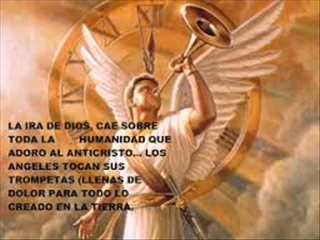 LA IRA DE DIOS, CAE SOBRE
TODA LA HUMANIDAD QUE
ADORO AL ANTICRISTO... LOS
ANGELES TOCAN SUS
TROMPETAS (LLENAS DE
DOLOR PARA TODO LO
CREADO EN LA TIERRA.